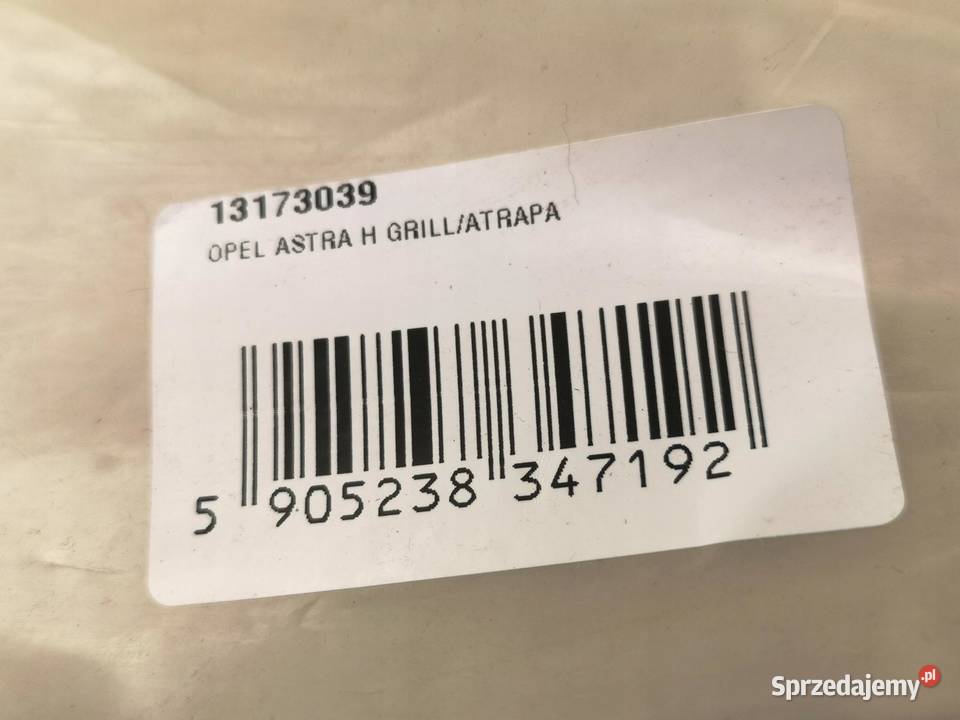 13173039
OPEL ASTRA H GRILL/ATRAPA
5 905238 347192
Sprzedajemy.pl